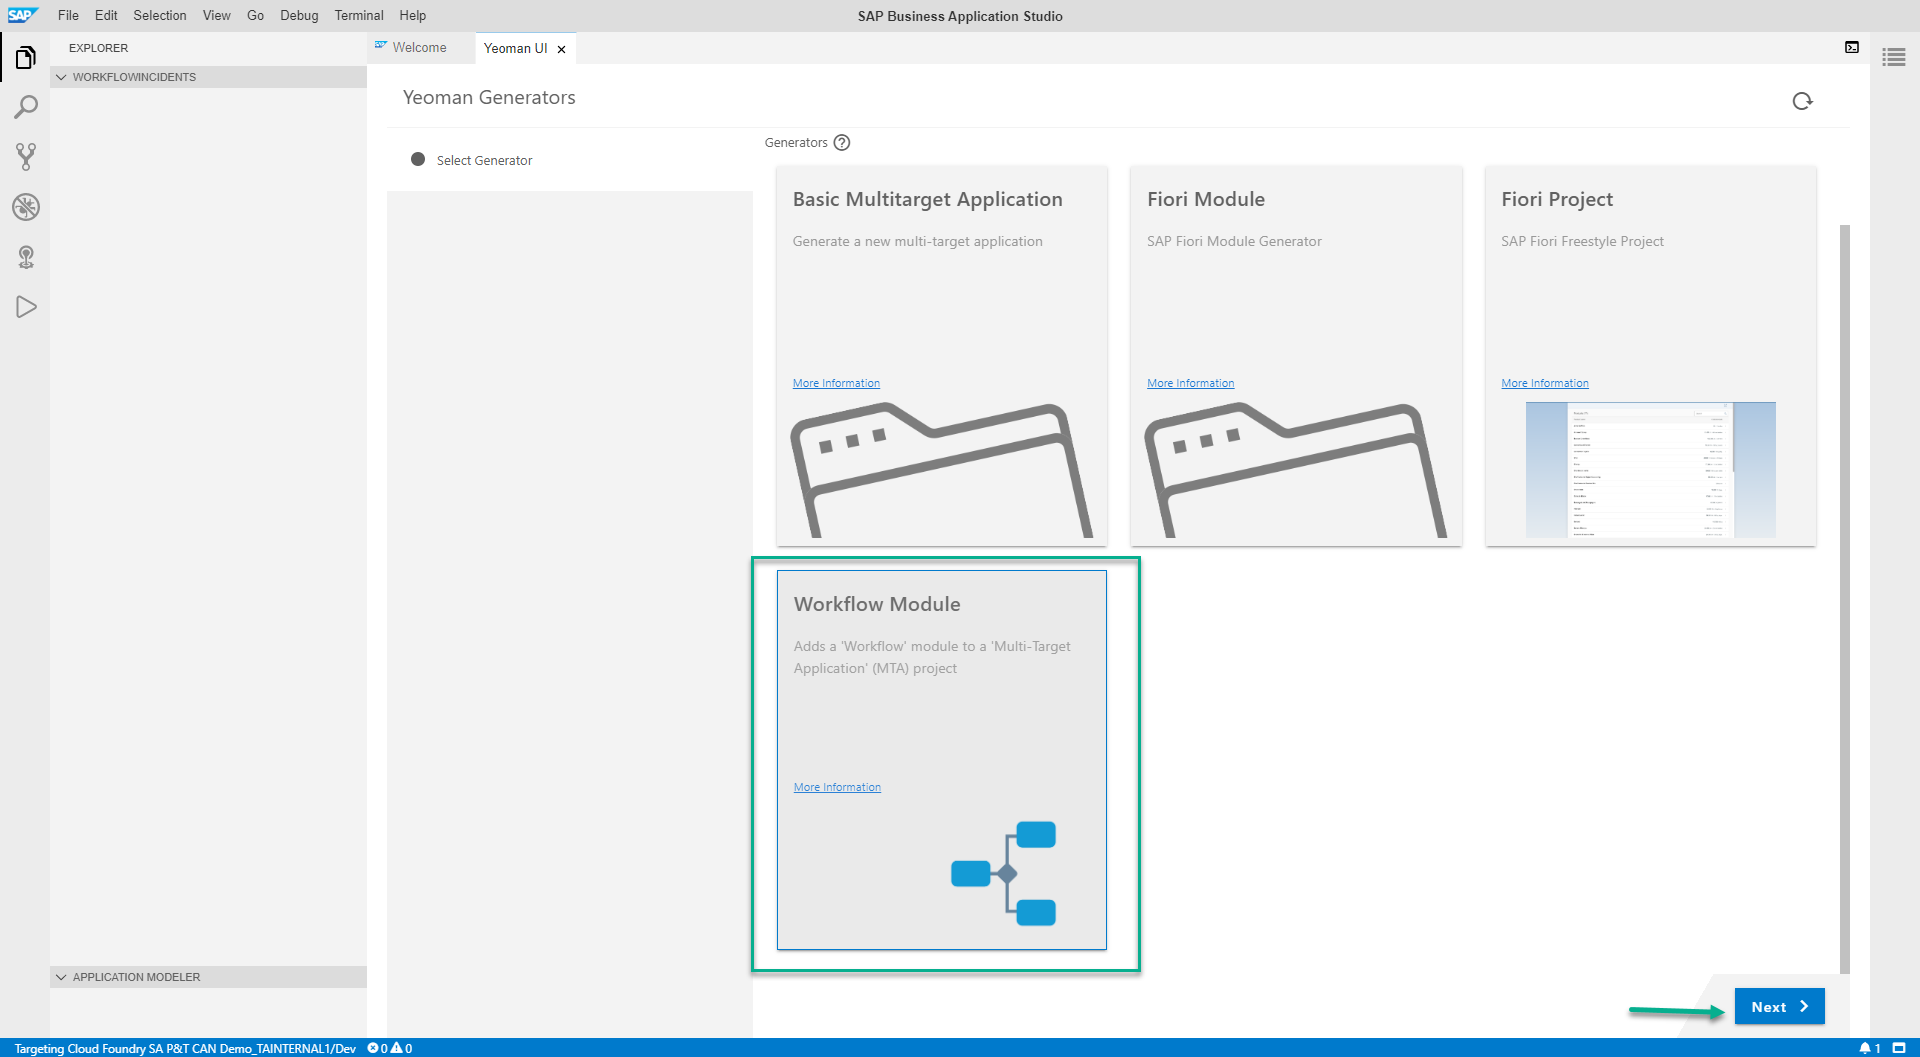 SAP File Edit Selection View Go Debug Terminal Help SAP Business Application Studio
EXPLORER
Welcome
Yeoman UI
WORKFLOWINCIDENTS
Yeoman Generators
Select Generator
Generators
Basic Multitarget Application
Generate a new multi-target application
More Information
Fiori Module
SAP Fiori Module Generator
More Information
Fiori Project
SAP Fiori Freestyle Project
More Information
Workflow Module
Adds a 'Workflow' module to a 'Multi-Target
Application' (MTA) project
More Information
APPLICATION MODELER
Next
Targeting Cloud Foundry SA P&T CAN Demo_TAINTERNAL1/Dev 0 0 1